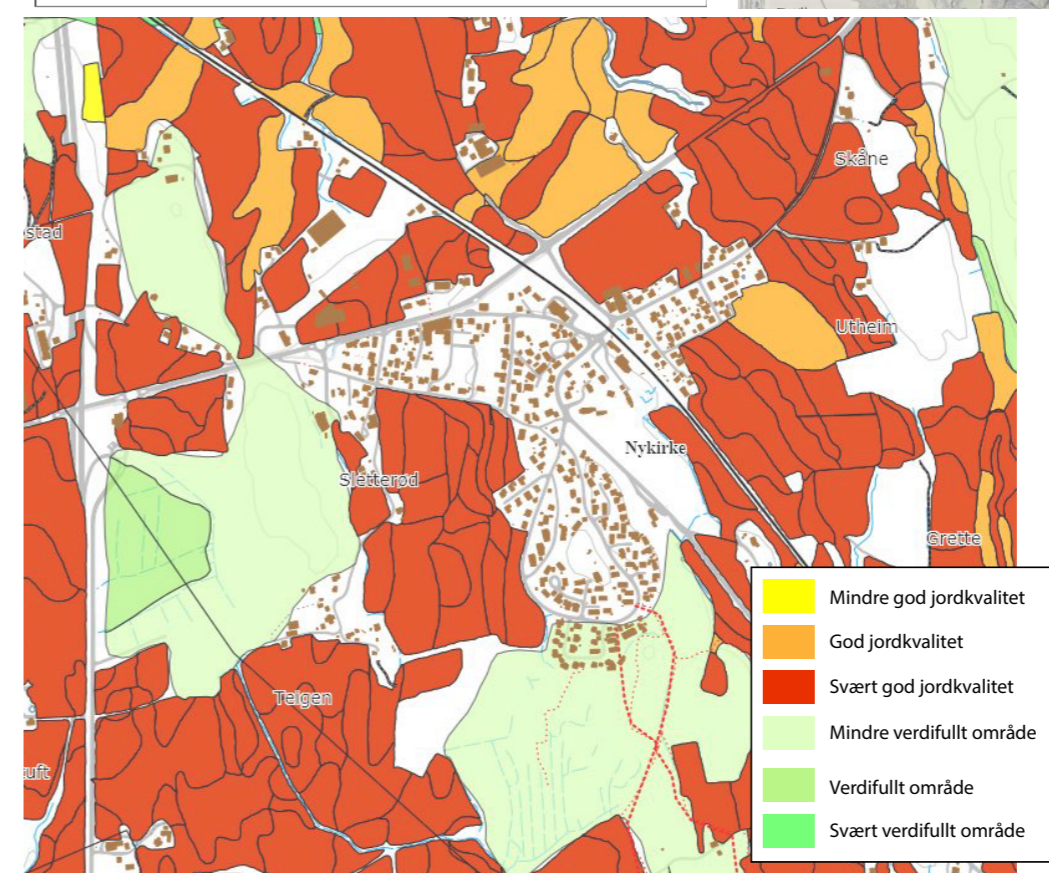 Skåne
stad
Utheim
Nykirke
Sletterød
Grette
Teigen
tuft
Mindre god jordkvalitet
God jordkvalitet
Svært god jordkvalitet
Mindre verdifullt område
Verdifullt område
Svært verdifullt område